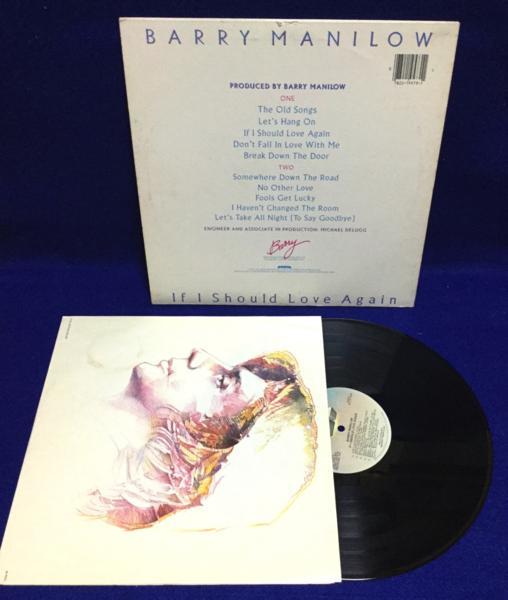 BARRY MANILOW
PRODUCED BY BARRY MANILOW
ONE
The Old Songs
Let's Hang On
If I Should Love Again
Don't Fall In Love With Me
Break Down The Door
TWO
Somewhere Down The Road
No Other Love
Fools Get Lucky
I Haven't Changed The Room
Let's Take All Night (To Say Goodbye)
ENGINEER AND ASSOCIATE IN PRODUCTION: MICHAEL DELUGG
Barry
If I Should Love Again